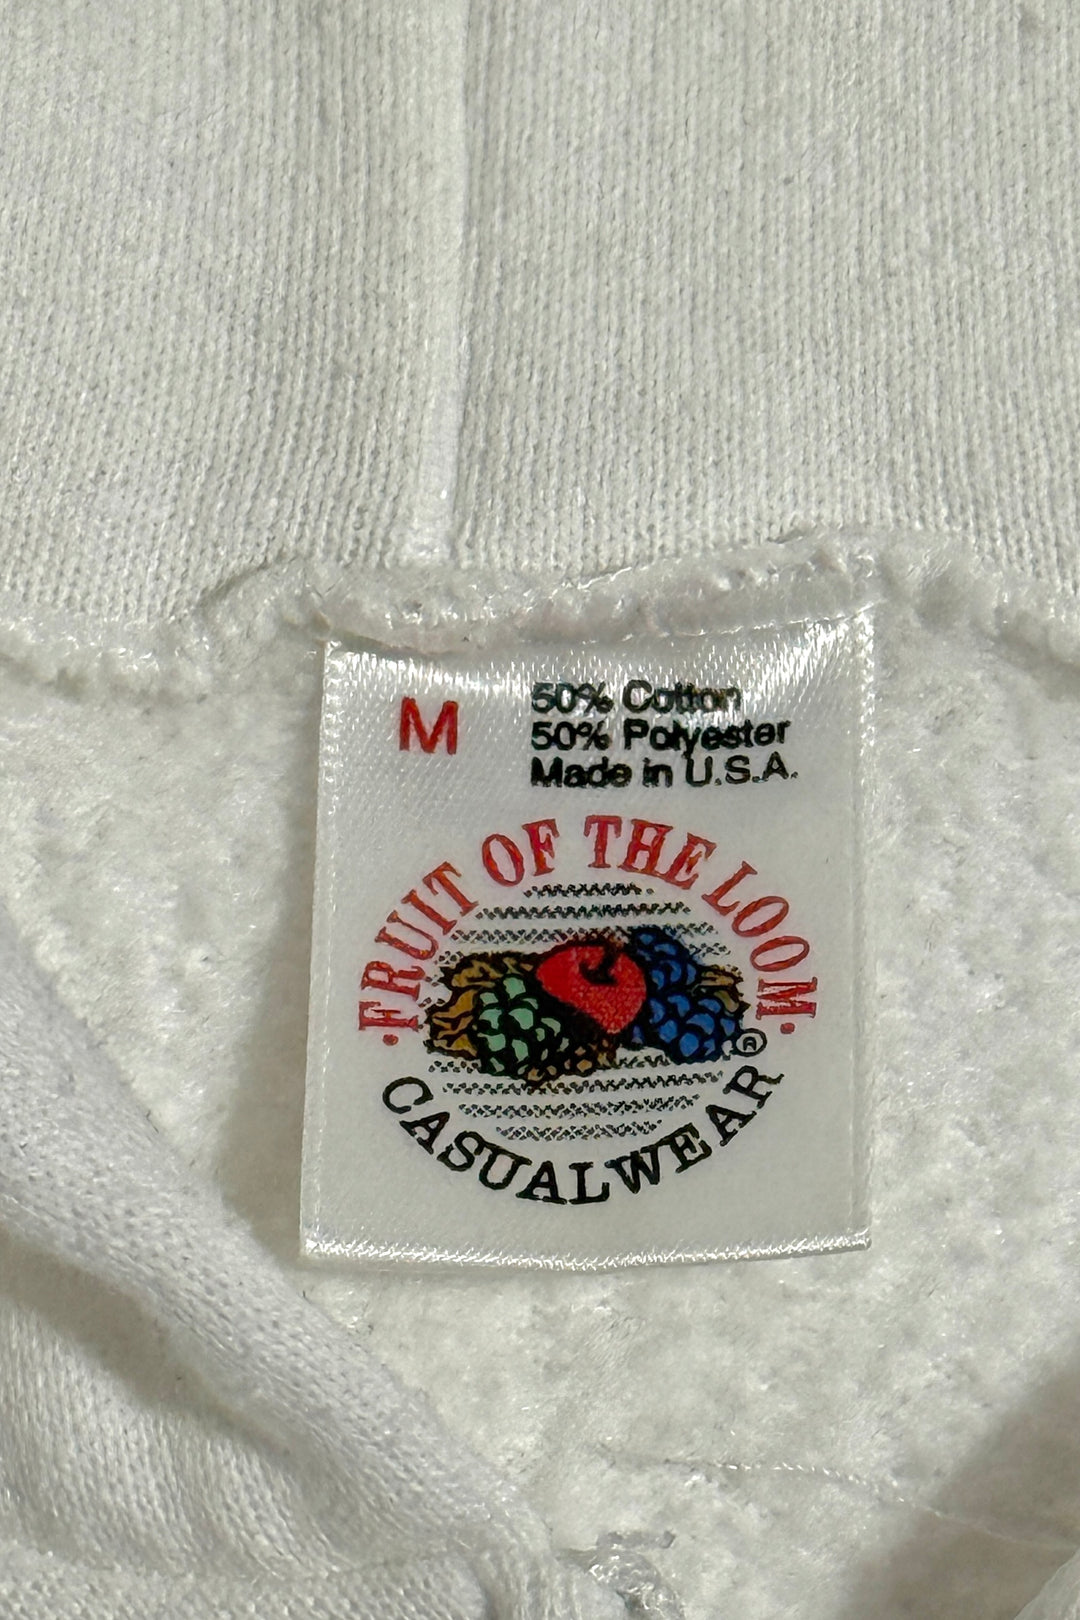 M
50% Cotton
50% Polyester
Made in U.S.A.
·FRUIT OF THE LOOM·
®
CASUALWEAR